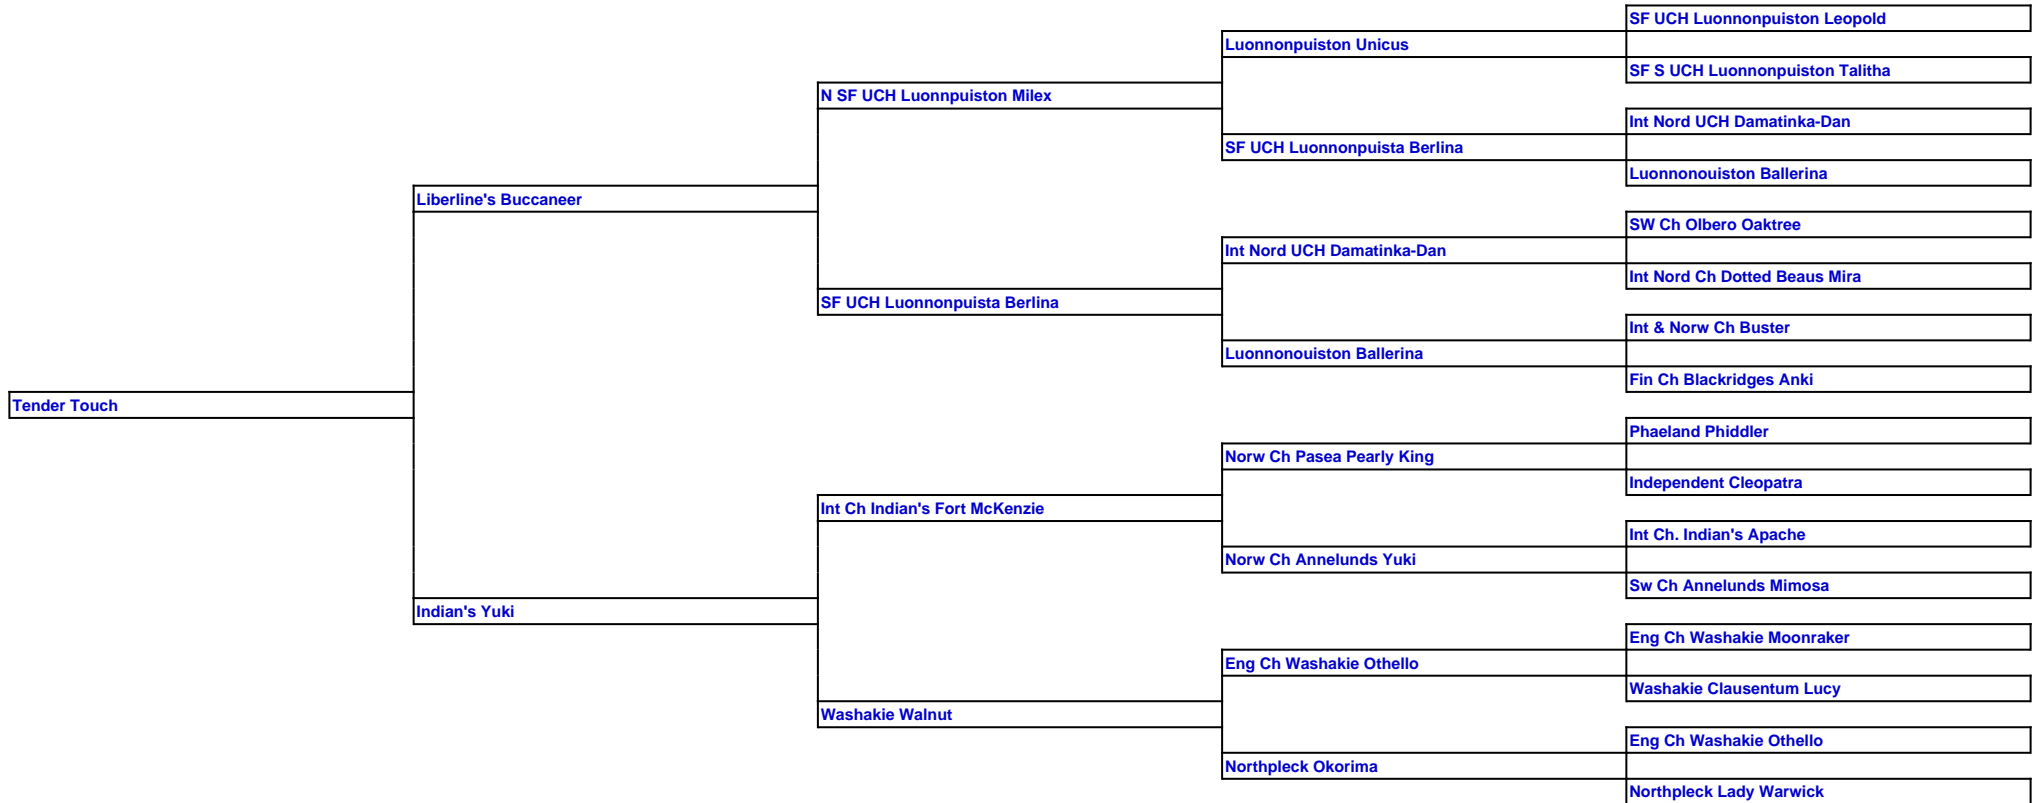 SF UCH Luonnonpuiston Leopold
Luonnonpuiston Unicus
SF S UCH Luonnonpuiston Talitha
N SF UCH Luonnpuiston Milex
Int Nord UCH Damatinka-Dan
SF UCH Luonnonpuista Berlina
Luonnonouiston Ballerina
Liberline's Buccaneer
SW Ch Olbero Oaktree
Int Nord UCH Damatinka-Dan
Int Nord Ch Dotted Beaus Mira
SF UCH Luonnonpuista Berlina
Int & Norw Ch Buster
Luonnonouiston Ballerina
Fin Ch Blackridges Anki
Tender Touch
Phaeland Phiddler
Norw Ch Pasea Pearly King
Independent Cleopatra
Int Ch Indian's Fort McKenzie
Int Ch. Indian's Apache
Norw Ch Annelunds Yuki
Sw Ch Annelunds Mimosa
Indian's Yuki
Eng Ch Washakie Moonraker
Eng Ch Washakie Othello
Washakie Clausentum Lucy
Washakie Walnut
Eng Ch Washakie Othello
Northpleck Okorima
Northpleck Lady Warwick